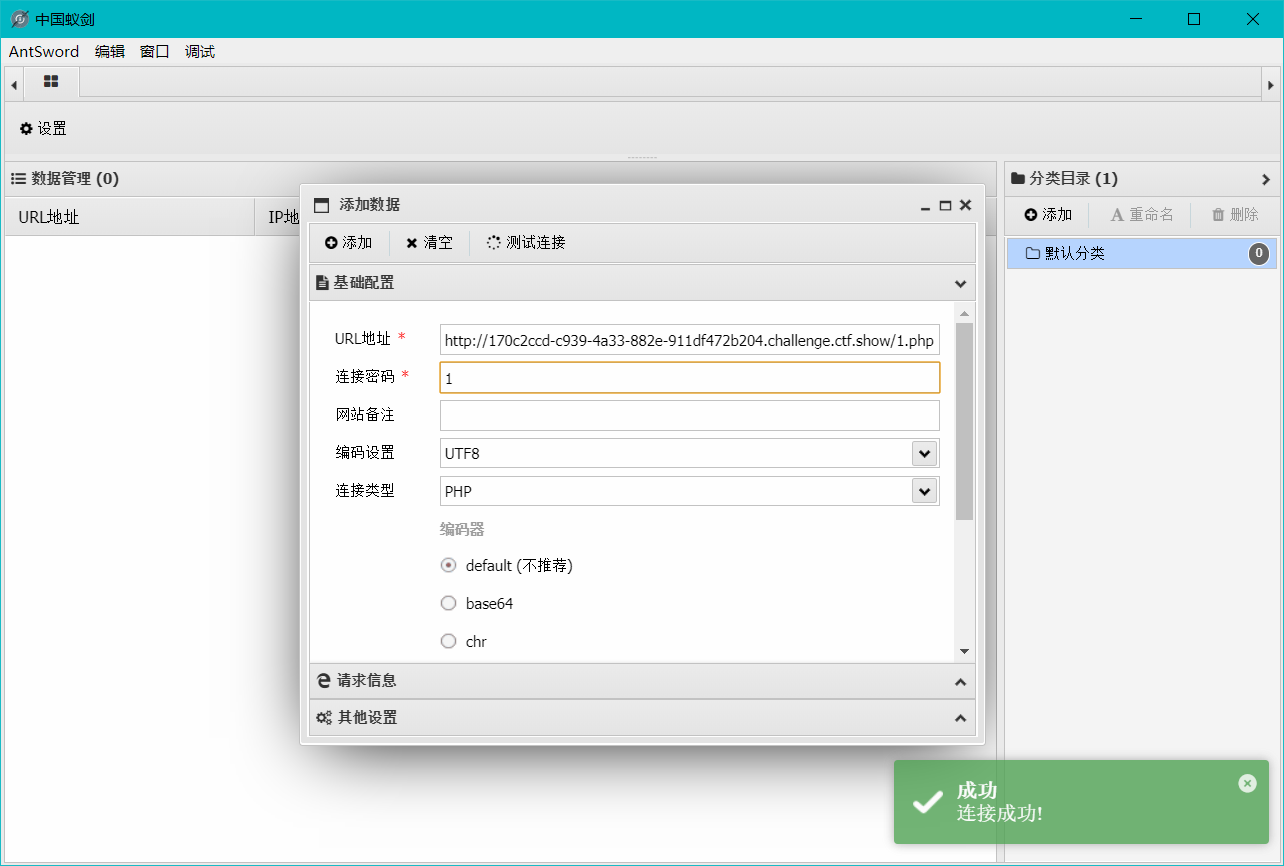 中国蚁剑
AntSword 编辑 窗口 调试
设置
数据管理 (0)
URL地址
IP地
添加数据
添加 清空 测试连接
基础配置
URL地址 * http://170c2ccd-c939-4a33-882e-911df472b204.challenge.ctf.show/1.php
连接密码 * 1
网站备注
编码设置 UTF8
连接类型 PHP
编码器
default (不推荐)
base64
chr
请求信息
其他设置
分类目录 (1)
添加 重命名 删除
默认分类 0
成功
连接成功!